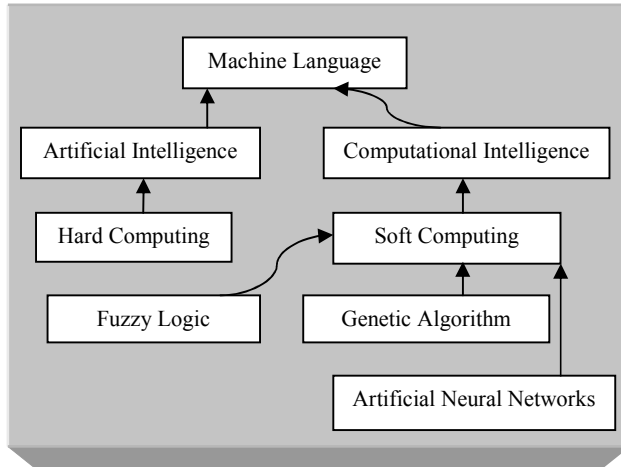 Machine Language
Artificial Intelligence
Computational Intelligence
Hard Computing
Soft Computing
Fuzzy Logic
Genetic Algorithm
Artificial Neural Networks